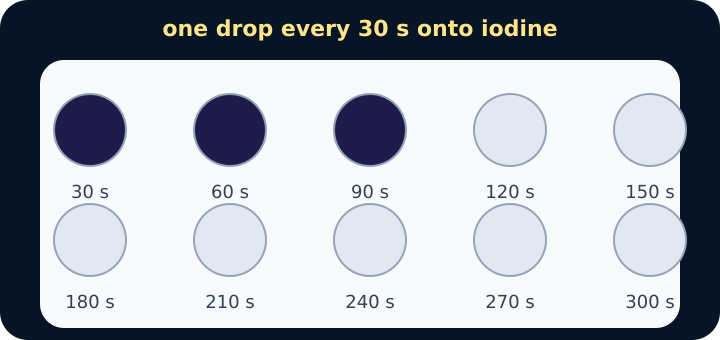 one drop every 30 s onto iodine
30 s 60 s 90 s 120 s 150 s
180 s 210 s 240 s 270 s 300 s